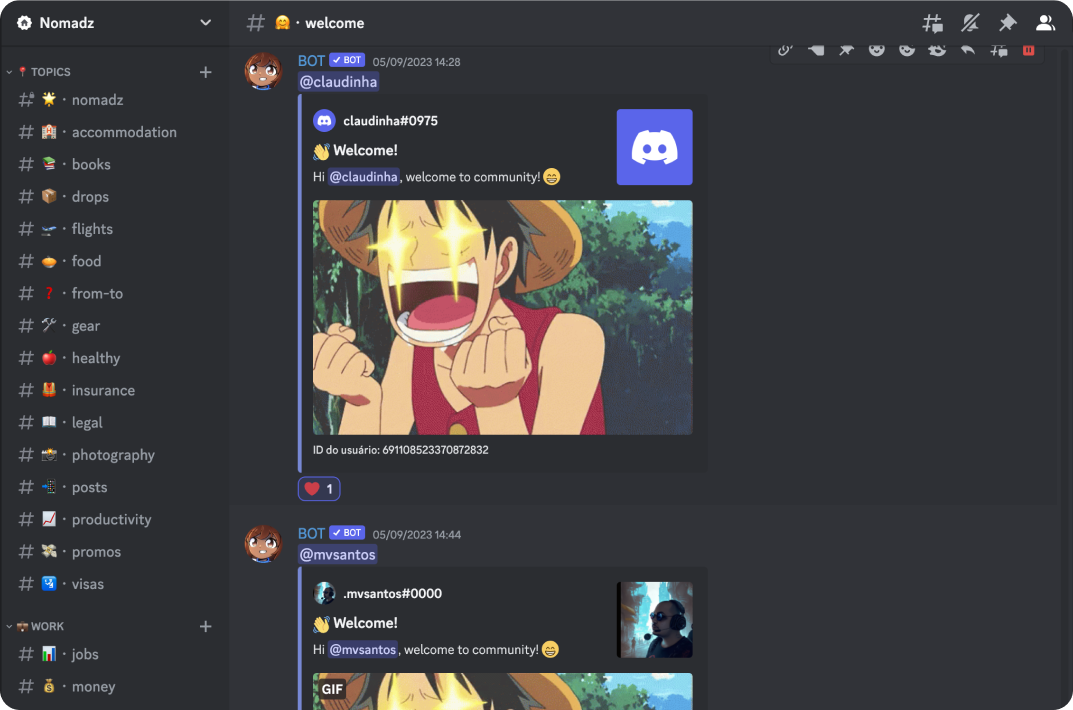 Nomadz
# 🤗 · welcome
TOPICS
nomadz
accommodation
books
drops
flights
food
from-to
gear
healthy
insurance
legal
photography
posts
productivity
promos
visas
WORK
jobs
money
BOT ✓ BOT 05/09/2023 14:28
@claudinha
claudinha#0975
👋 Welcome!
Hi @claudinha, welcome to community! 😁
ID do usuário: 691108523370872832
❤️ 1
BOT ✓ BOT 05/09/2023 14:44
@mvsantos
.mvsantos#0000
👋 Welcome!
Hi @mvsantos, welcome to community! 😁
GIF